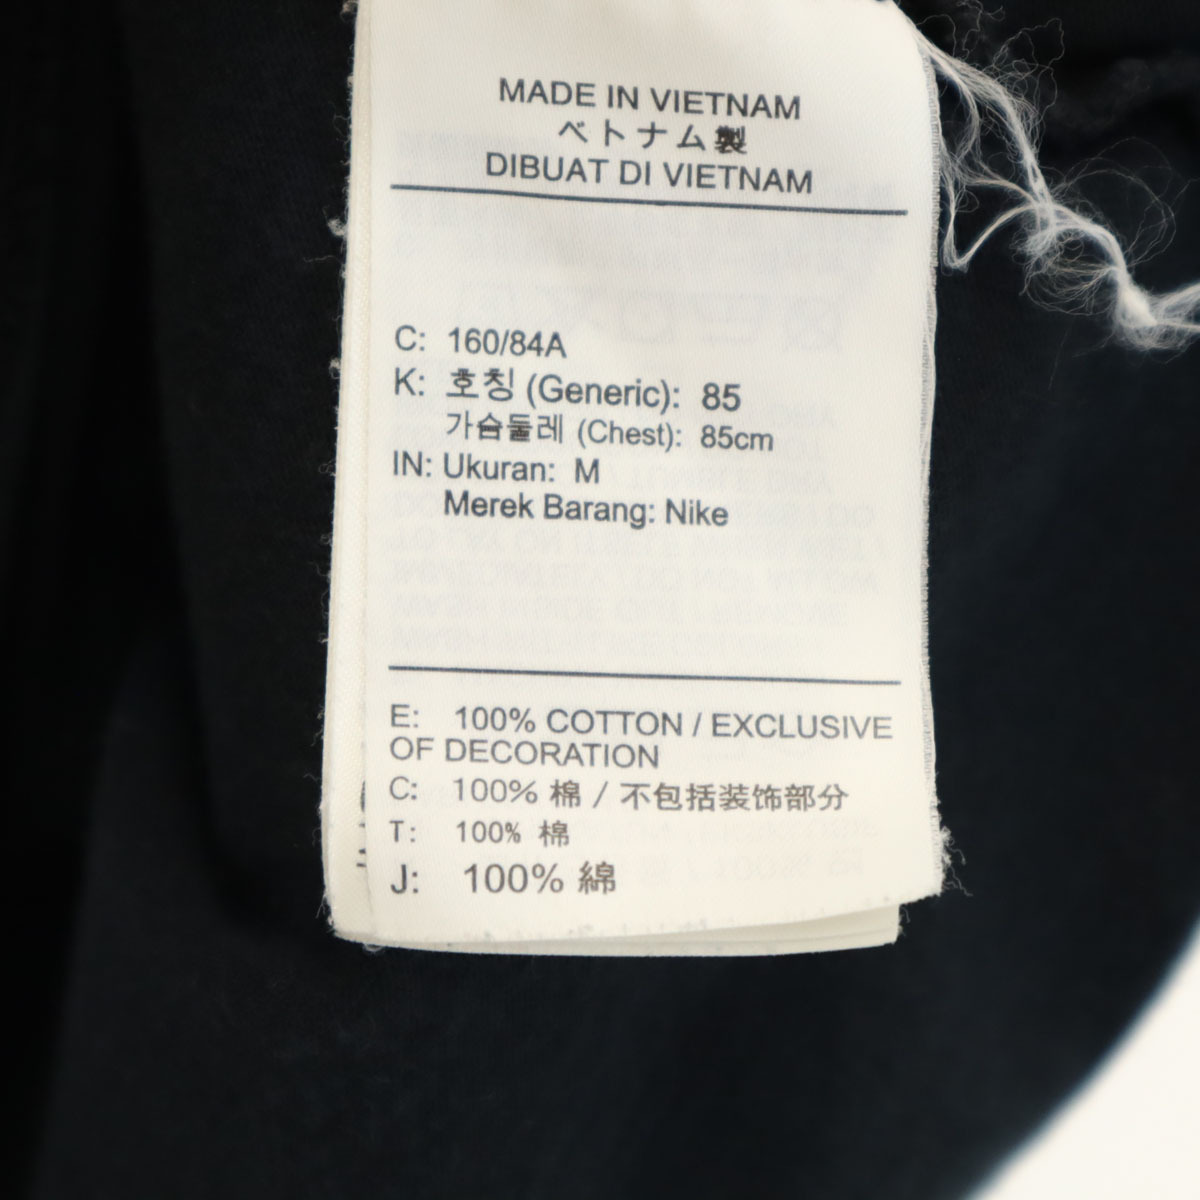 MADE IN VIETNAM
ベトナム製
DIBUAT DI VIETNAM
C: 160/84A
K: 호칭 (Generic): 85
가슴둘레 (Chest): 85cm
IN: Ukuran: M
Merek Barang: Nike
E: 100% COTTON / EXCLUSIVE
OF DECORATION
C: 100% 棉 / 不包括装饰部分
T: 100% 棉
J: 100% 綿